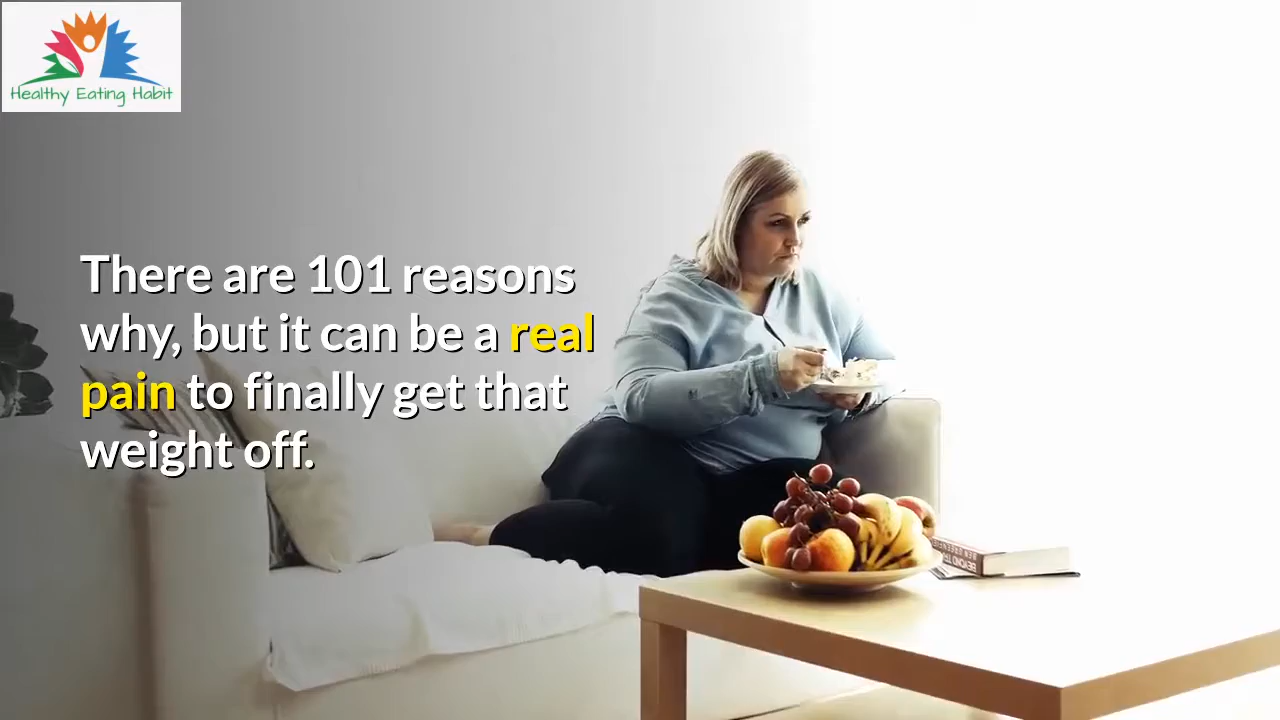 Healthy Eating Habit
There are 101 reasons
why, but it can be a real
pain to finally get that
weight off.